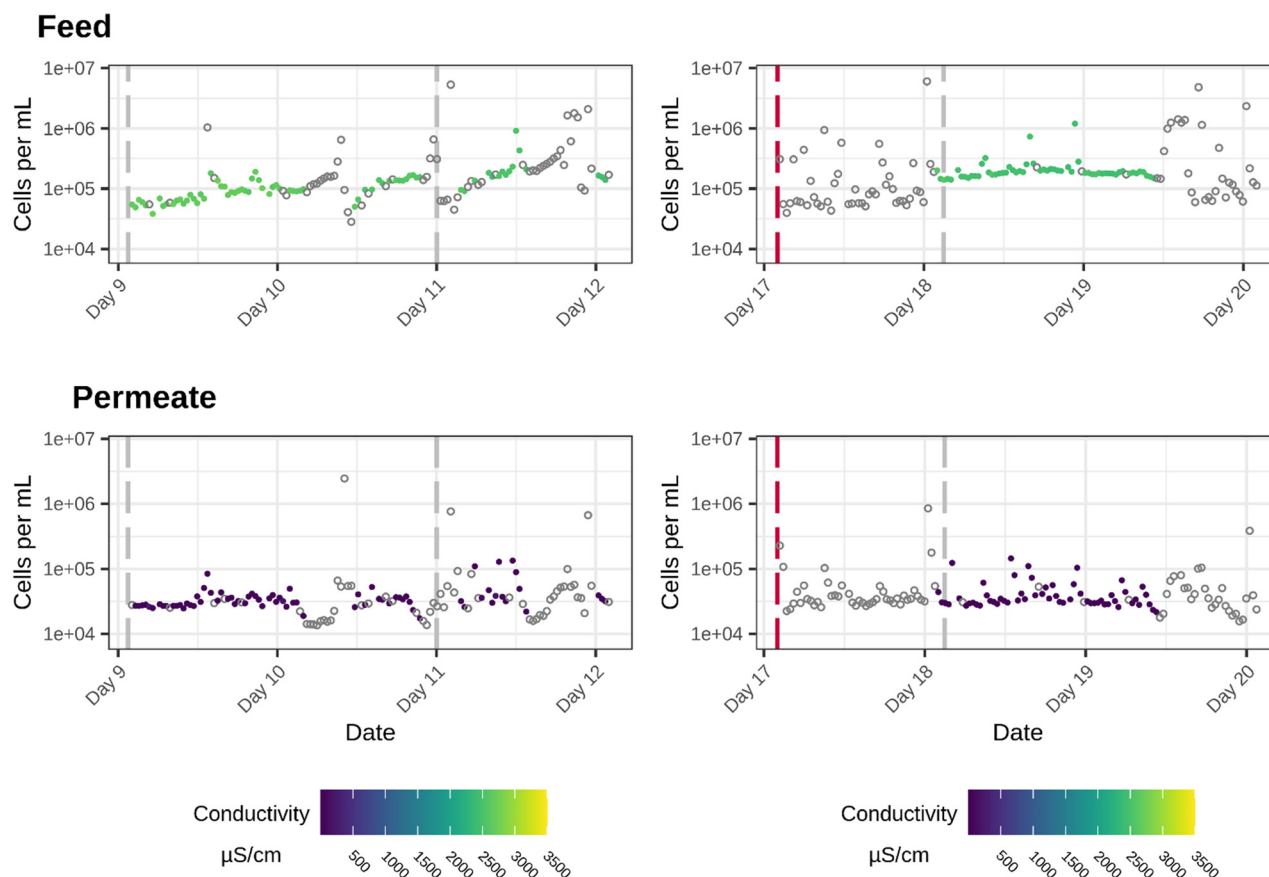 Feed
Cells per mL
1e+07
1e+06
1e+05
1e+04
Day 9
Day 10
Day 11
Day 12
Cells per mL
1e+07
1e+06
1e+05
1e+04
Day 17
Day 18
Day 19
Day 20
Permeate
Cells per mL
1e+07
1e+06
1e+05
1e+04
Day 9
Day 10
Day 11
Day 12
Date
Cells per mL
1e+07
1e+06
1e+05
1e+04
Day 17
Day 18
Day 19
Day 20
Date
Conductivity
µS/cm
500
1000
1500
2000
2500
3000
3500
Conductivity
µS/cm
500
1000
1500
2000
2500
3000
3500